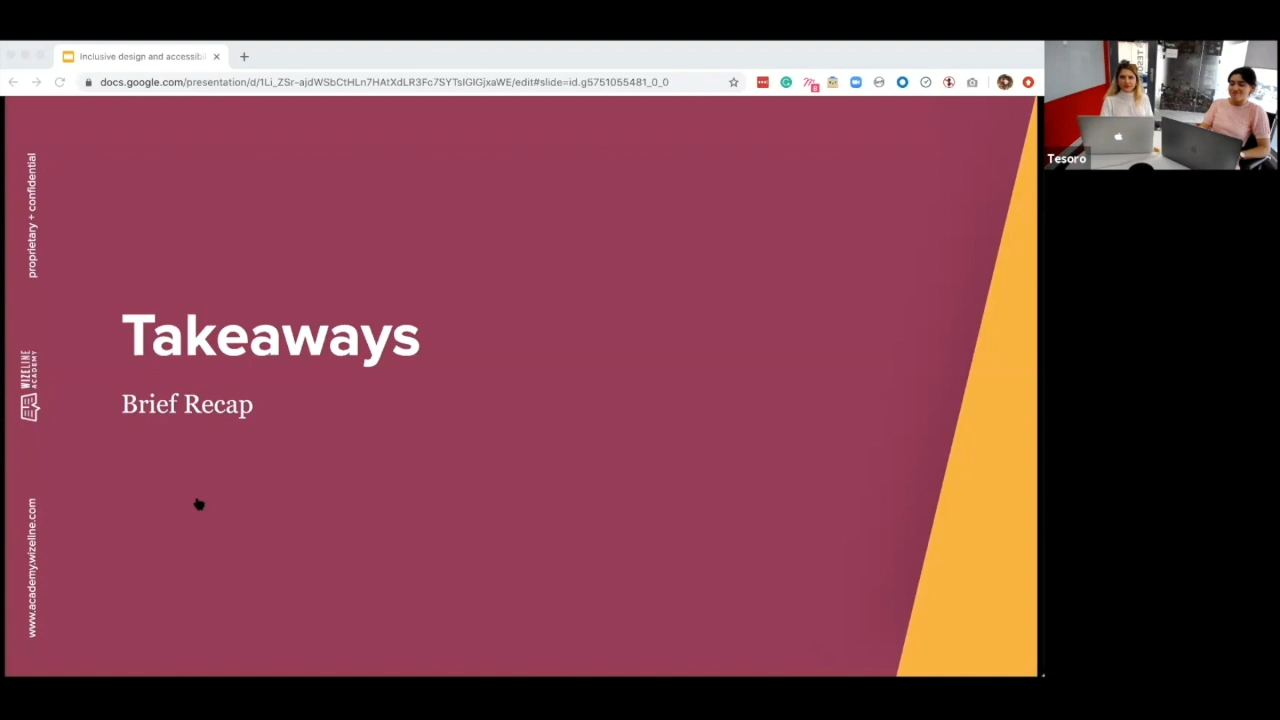 Inclusive design and accessibil
docs.google.com/presentation/d/1Li_ZSr-ajdWSbCtHLn7HAtXdLR3Fc7SYTsIGIGjxaWE/edit#slide=id.g5751055481_0_0
proprietary + confidential
WIZELINE
ACADEMY
www.academy.wizeline.com
Takeaways
Brief Recap
Tesoro